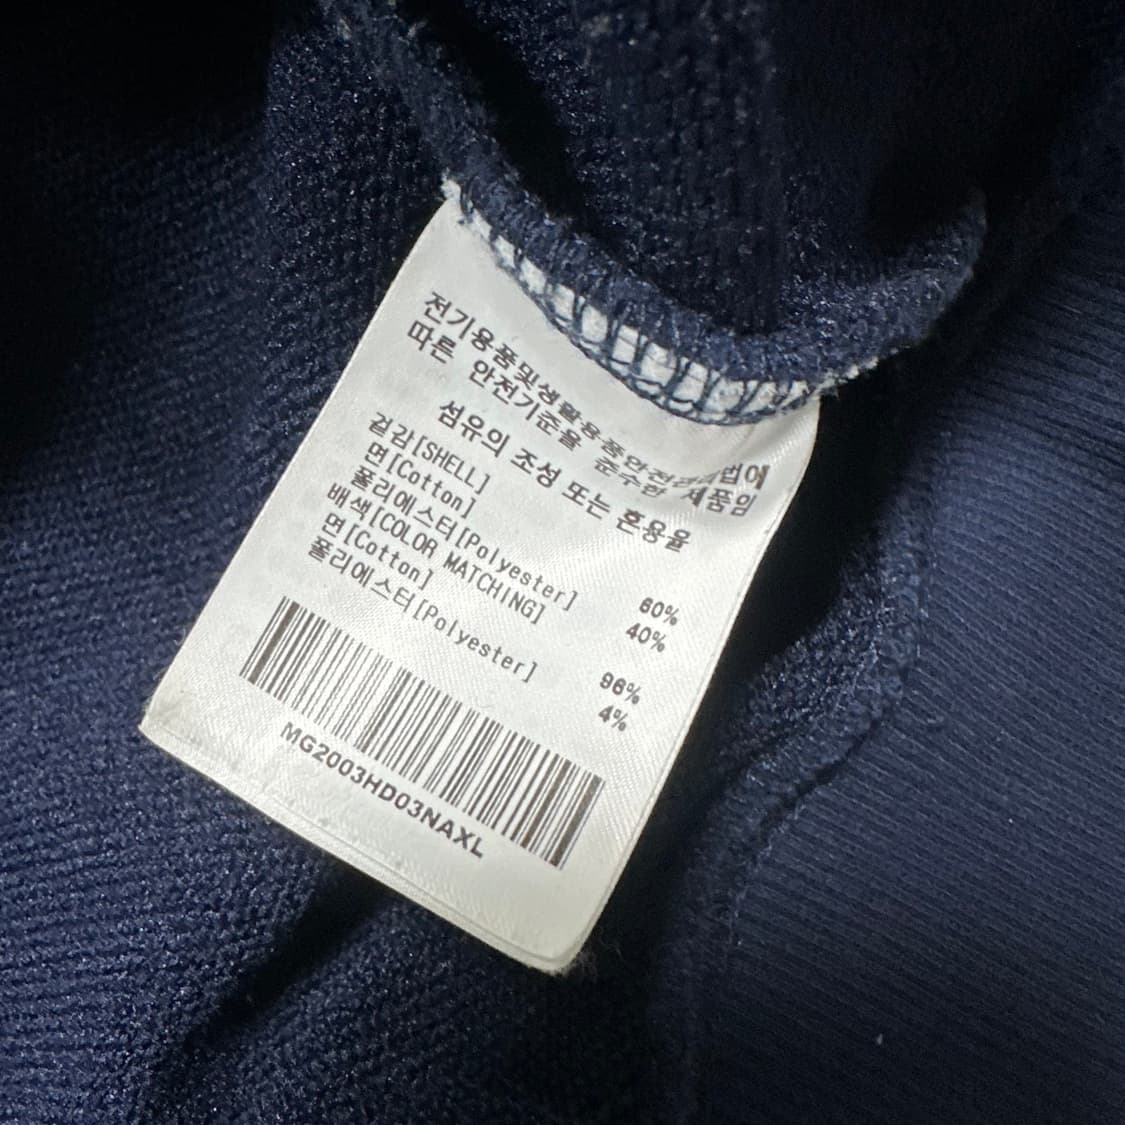 전기용품및생활용품안전관리법에
따른 안전기준을 준수한 제품임
섬유의 조성 또는 혼용율
겉감[SHELL]
면[Cotton] 60%
폴리에스터[Polyester] 40%
배색[COLOR MATCHING]
면[Cotton] 96%
폴리에스터[Polyester] 4%
MG2003HD03NAXL